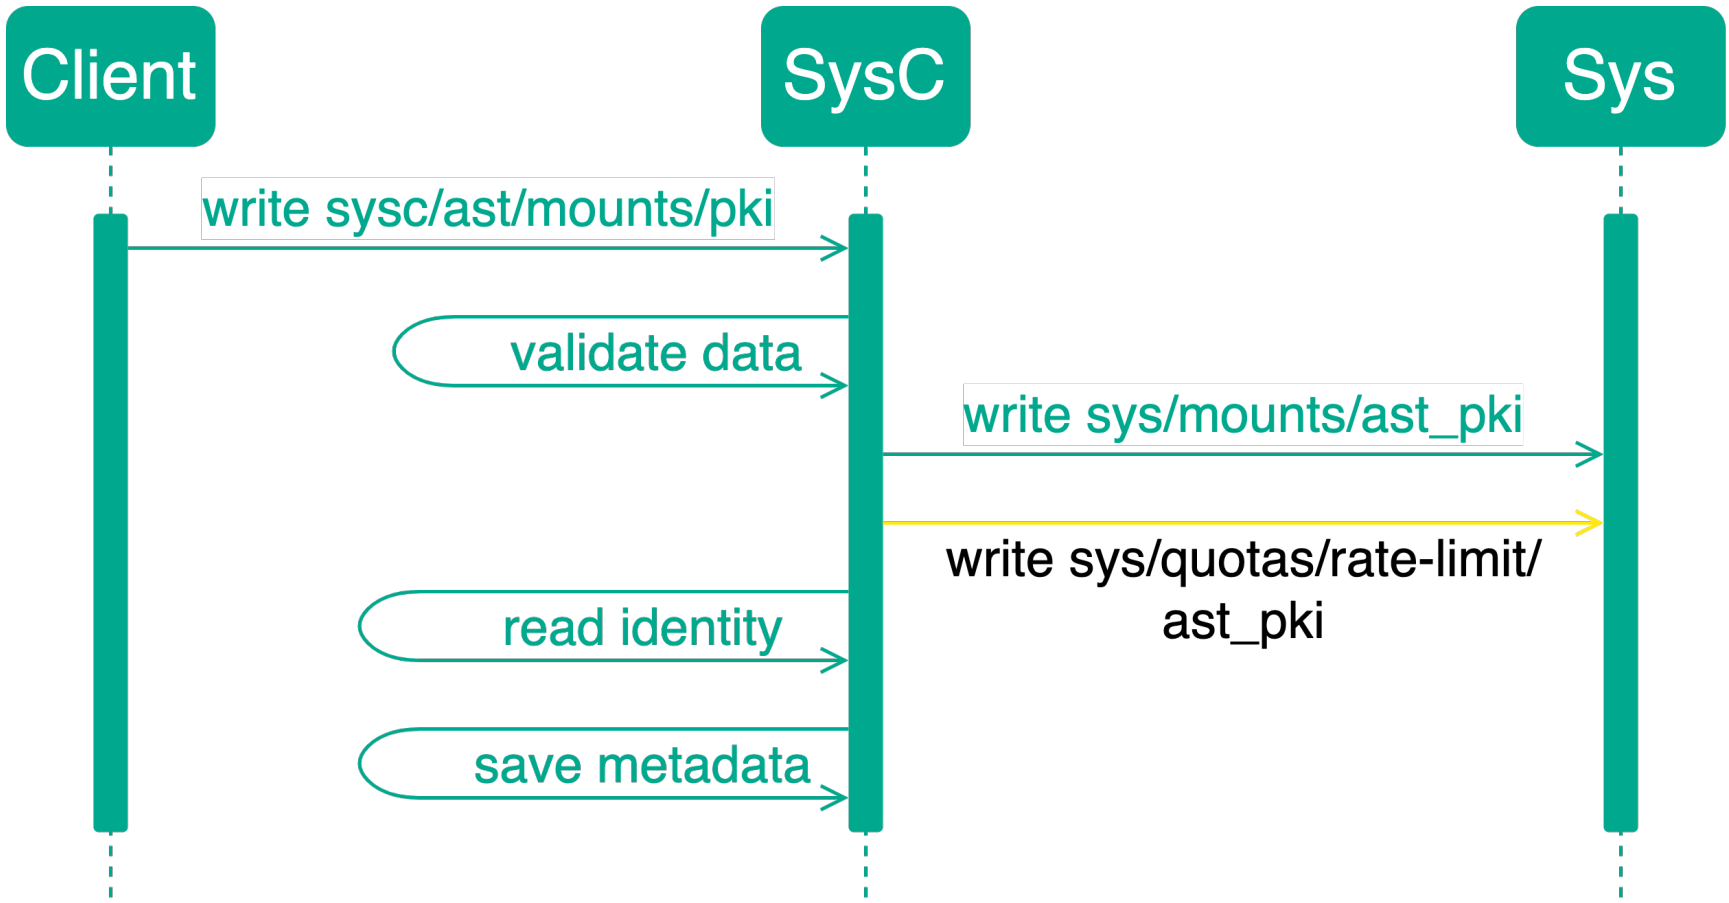 Client
SysC
Sys
write sysc/ast/mounts/pki
validate data
write sys/mounts/ast_pki
write sys/quotas/rate-limit/
ast_pki
read identity
save metadata